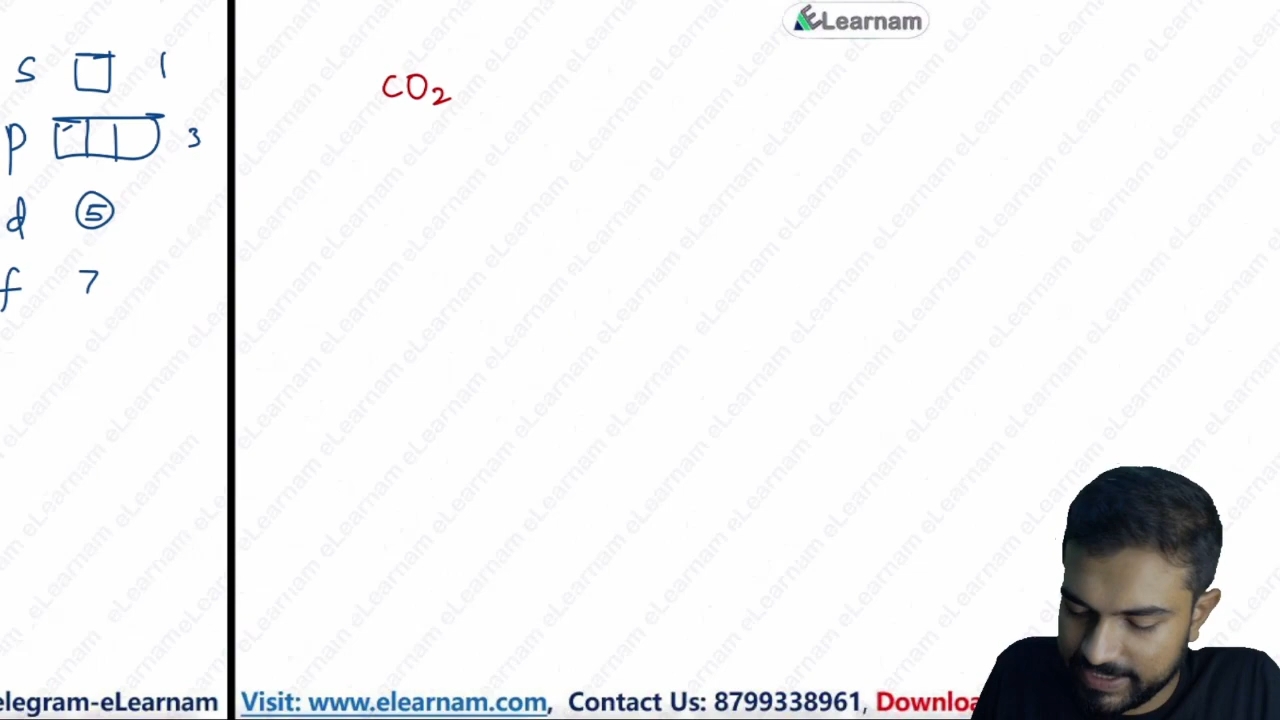 ELearnam
s 1
p 3
d 5
f 7
CO₂
elegram-eLearnam
Visit: www.elearnam.com, Contact Us: 8799338961, Downloa